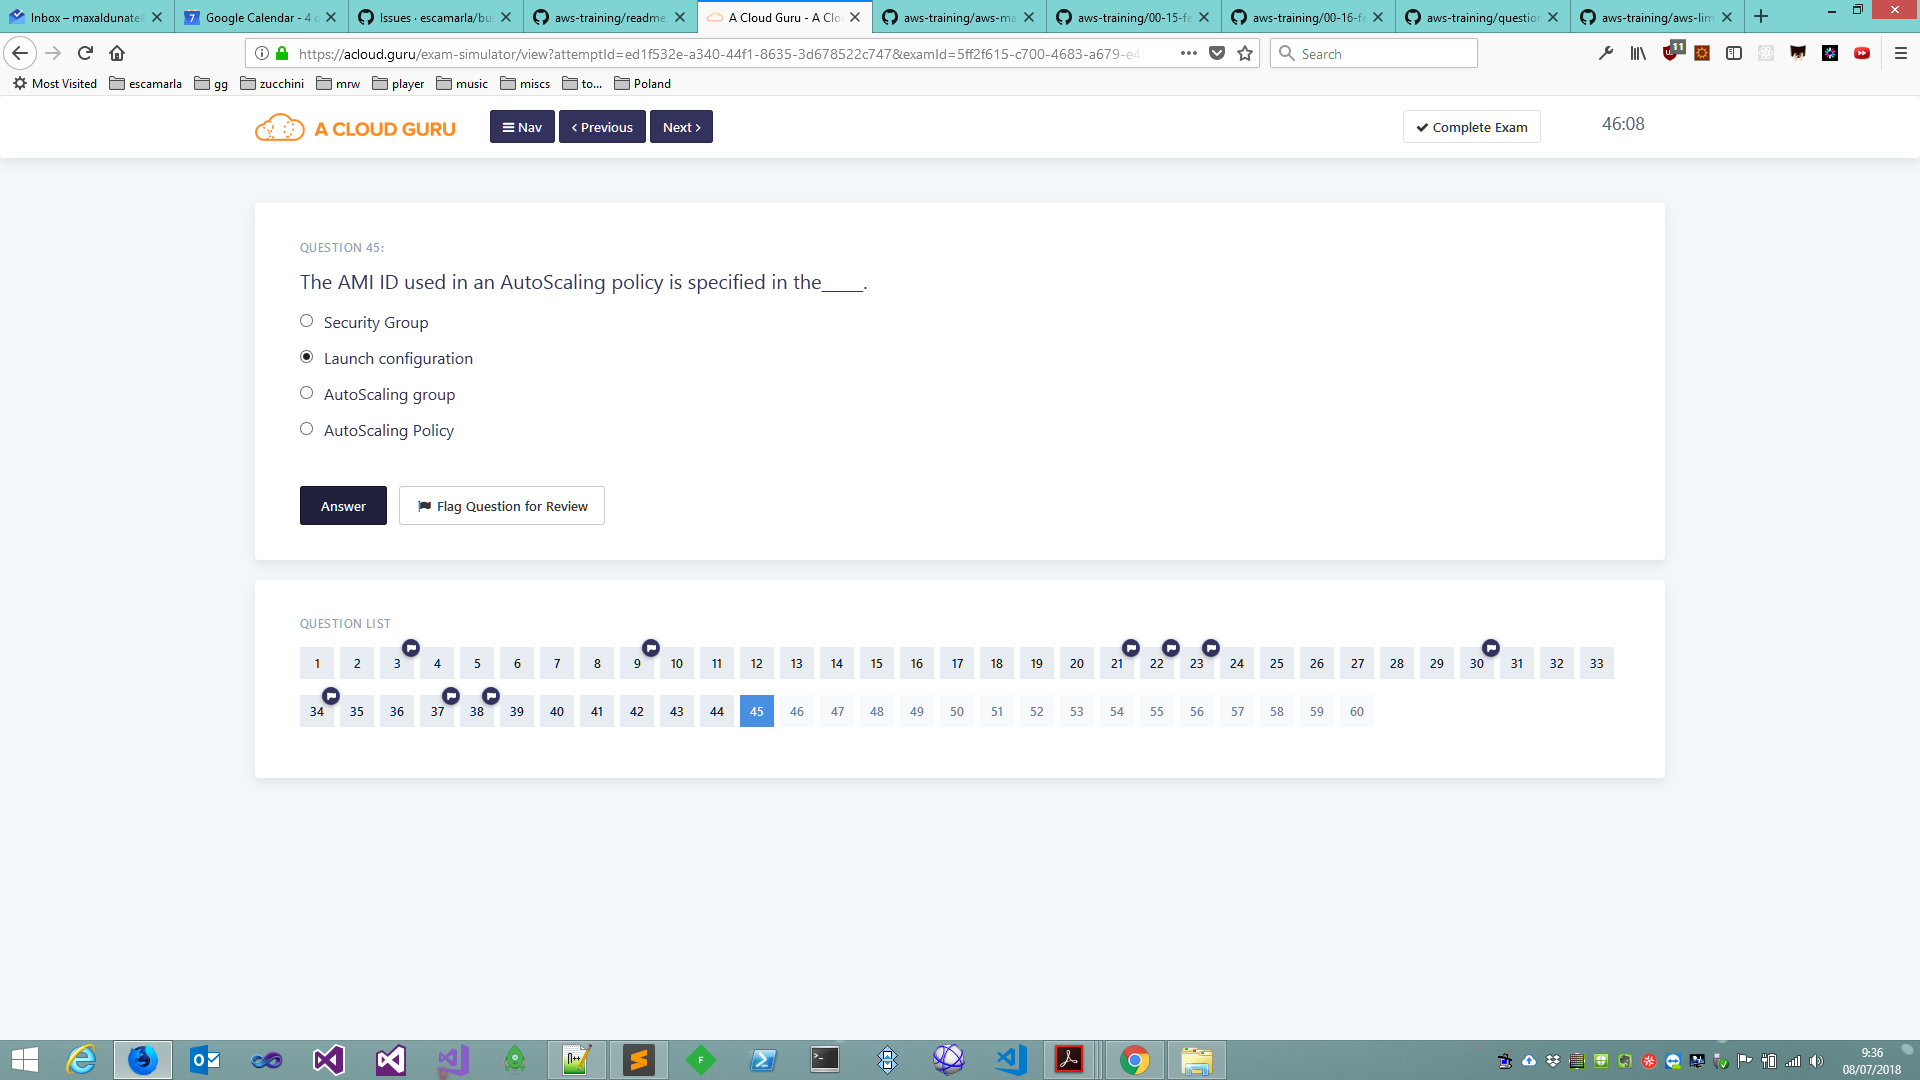 Inbox – maxaldunate
Google Calendar - 4
Issues · escamarla/bu
aws-training/readme.
A Cloud Guru - A Clo
aws-training/aws-ma
aws-training/00-15-fe
aws-training/00-16-fe
aws-training/question
aws-training/aws-lim
https://acloud.guru/exam-simulator/view?attemptId=ed1f532e-a340-44f1-8635-3d678522c747&examId=5ff2f615-c700-4683-a679-e4
Search
11
Most Visited
escamarla
gg
zucchini
mrw
player
music
miscs
to...
Poland
A CLOUD GURU
Nav
Previous
Next
Complete Exam
46:08
QUESTION 45:
The AMI ID used in an AutoScaling policy is specified in the_____.
Security Group
Launch configuration
AutoScaling group
AutoScaling Policy
Answer
Flag Question for Review
QUESTION LIST
1 2 3 4 5 6 7 8 9 10 11 12 13 14 15 16 17 18 19 20 21 22 23 24 25 26 27 28 29 30 31 32 33
34 35 36 37 38 39 40 41 42 43 44 45 46 47 48 49 50 51 52 53 54 55 56 57 58 59 60
9:36
08/07/2018